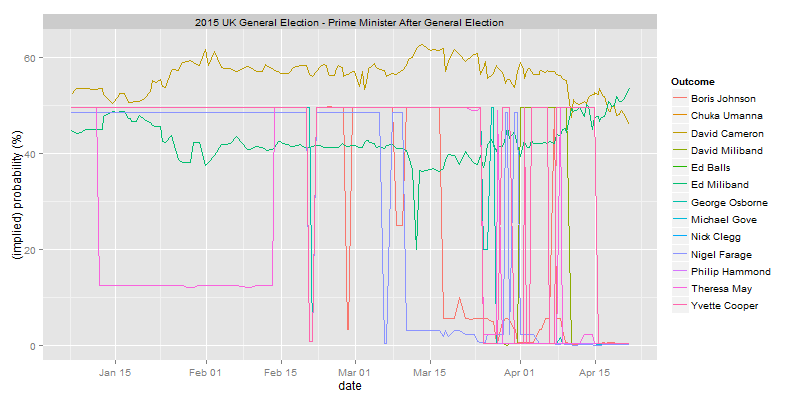 2015 UK General Election - Prime Minister After General Election
60
40
20
0
(implied) probability (%)
Jan 15
Feb 01
Feb 15
Mar 01
Mar 15
Apr 01
Apr 15
date
Outcome
Boris Johnson
Chuka Umanna
David Cameron
David Miliband
Ed Balls
Ed Miliband
George Osborne
Michael Gove
Nick Clegg
Nigel Farage
Philip Hammond
Theresa May
Yvette Cooper